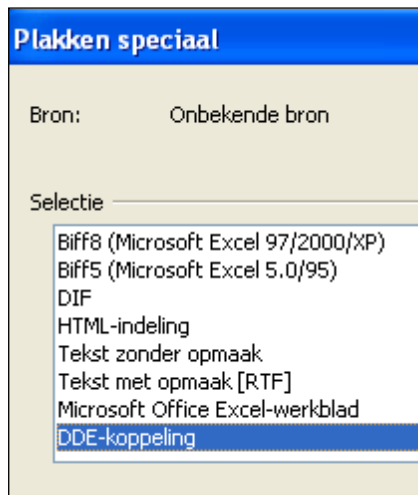 Plakken speciaal
Bron: Onbekende bron
Selectie
Biff8 (Microsoft Excel 97/2000/XP)
Biff5 (Microsoft Excel 5.0/95)
DIF
HTML-indeling
Tekst zonder opmaak
Tekst met opmaak [RTF]
Microsoft Office Excel-werkblad
DDE-koppeling